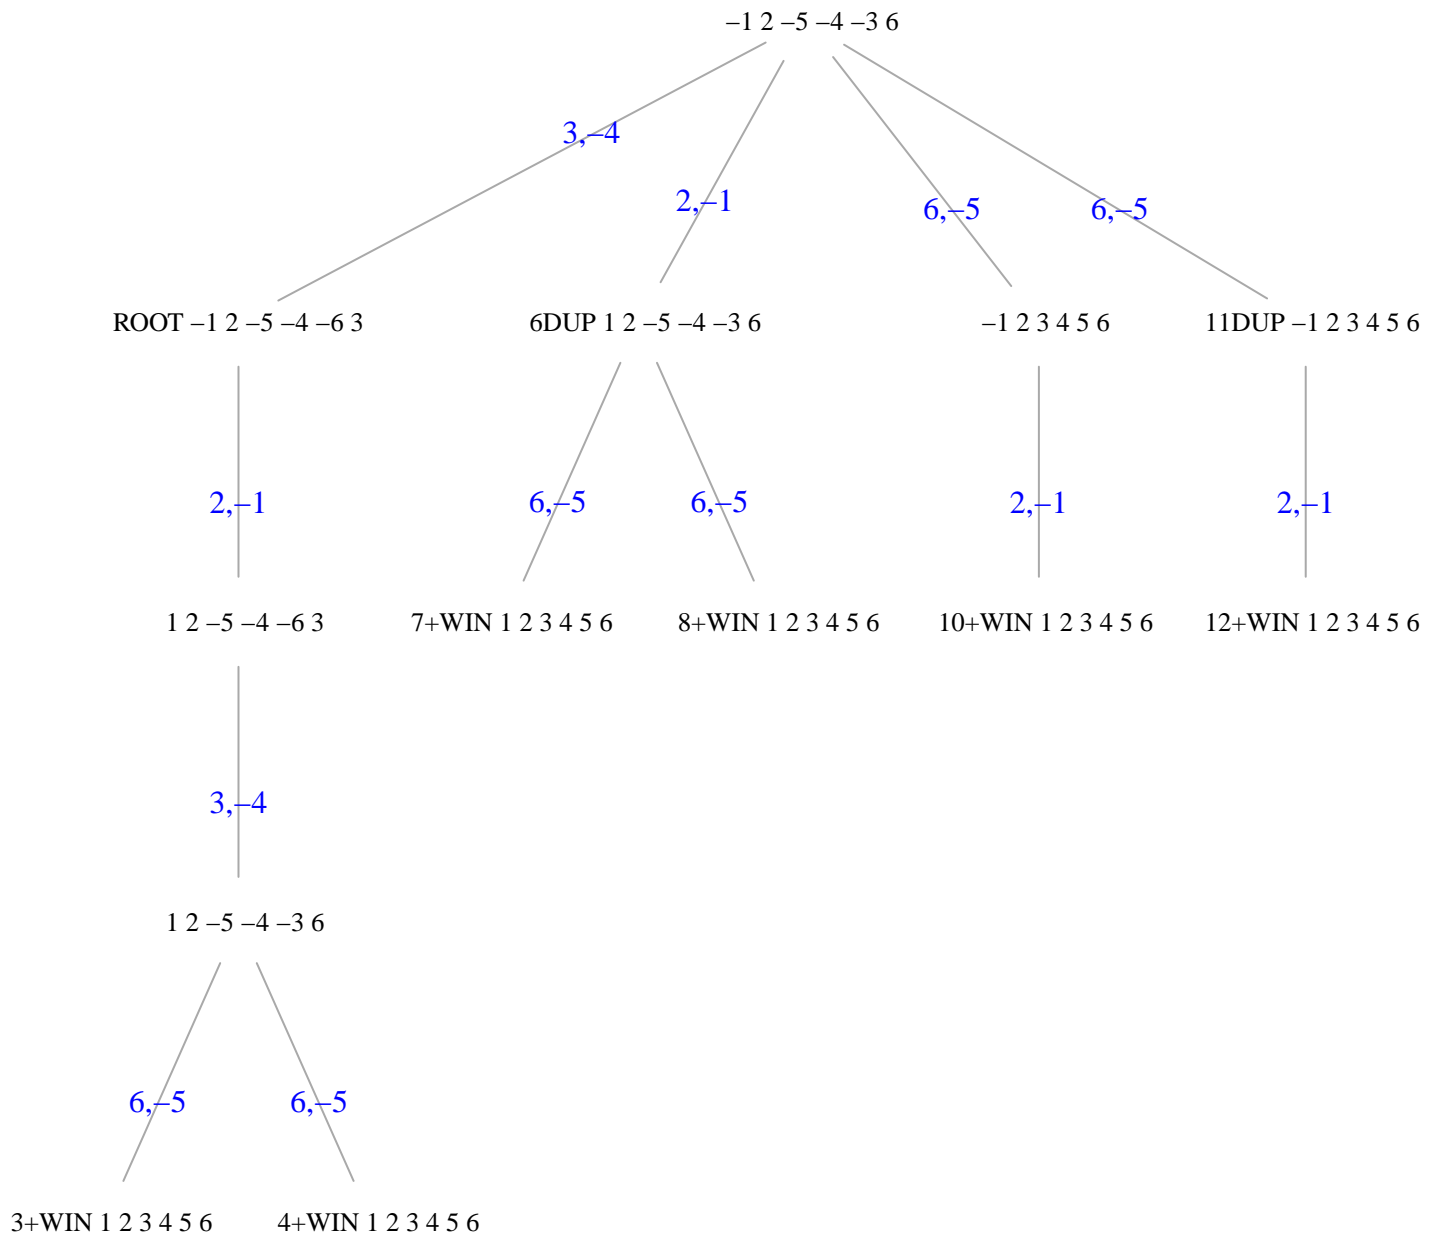 –1 2 –5 –4 –3 6
3,–4
2,–1
6,–5
6,–5
ROOT –1 2 –5 –4 –6 3
6DUP 1 2 –5 –4 –3 6
–1 2 3 4 5 6
11DUP –1 2 3 4 5 6
2,–1
6,–5
6,–5
2,–1
2,–1
1 2 –5 –4 –6 3
7+WIN 1 2 3 4 5 6
8+WIN 1 2 3 4 5 6
10+WIN 1 2 3 4 5 6
12+WIN 1 2 3 4 5 6
3,–4
1 2 –5 –4 –3 6
6,–5
6,–5
3+WIN 1 2 3 4 5 6
4+WIN 1 2 3 4 5 6